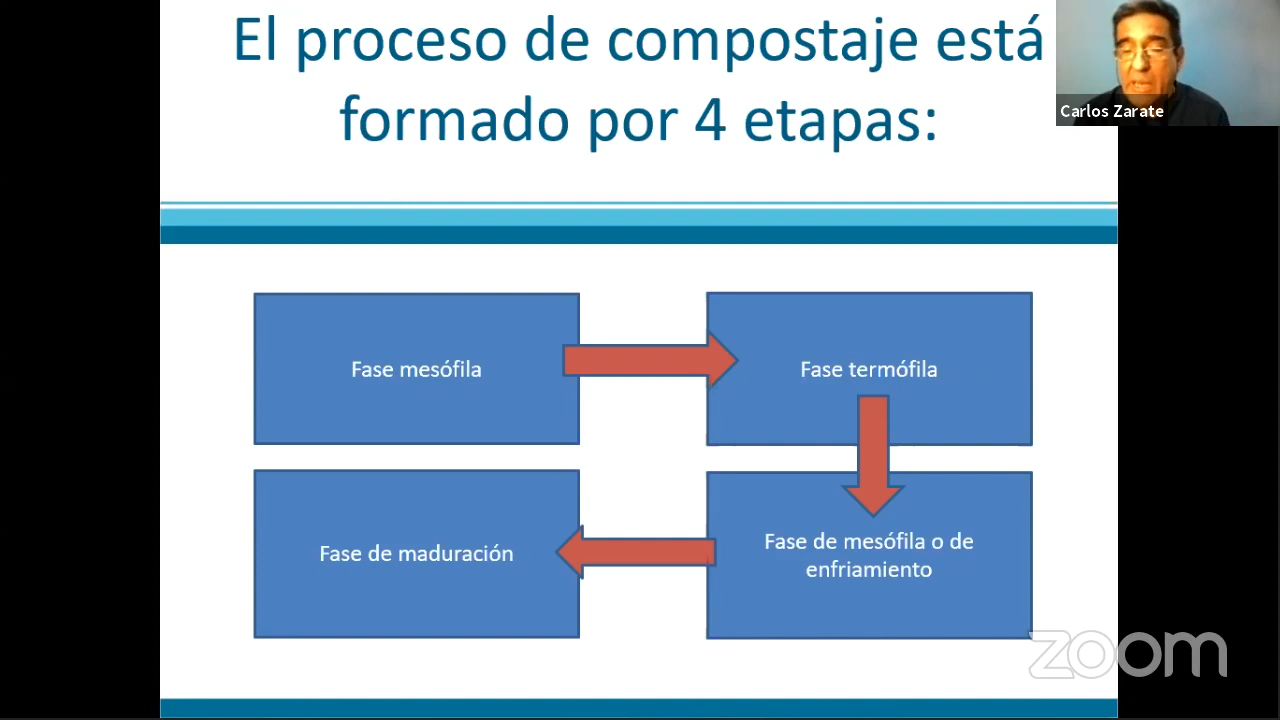 El proceso de compostaje está
formado por 4 etapas:
Carlos Zarate
Fase mesófila
Fase termófila
Fase de maduración
Fase de mesófila o de
enfriamiento
zoom